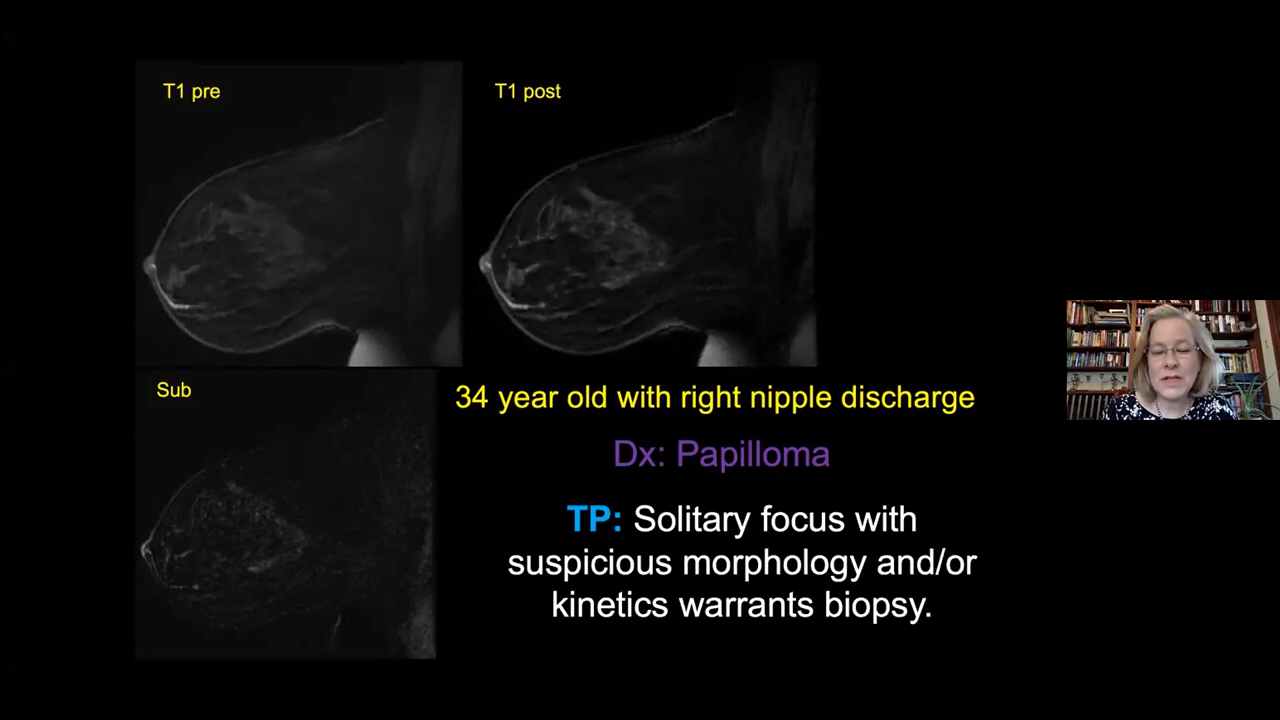 T1 pre
T1 post
Sub
34 year old with right nipple discharge
Dx: Papilloma
TP: Solitary focus with
suspicious morphology and/or
kinetics warrants biopsy.